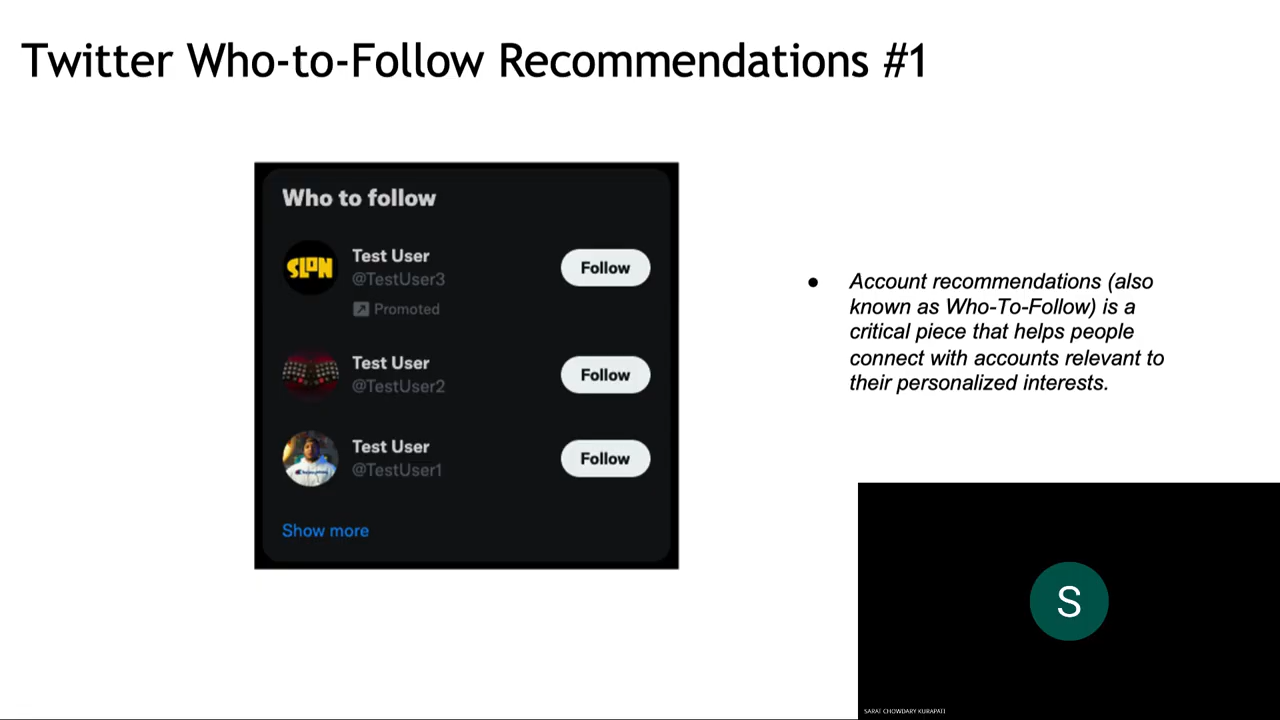 Twitter Who-to-Follow Recommendations #1
Who to follow
SLON
Test User
@TestUser3
Promoted
Follow
Test User
@TestUser2
Follow
Test User
@TestUser1
Follow
Show more
● Account recommendations (also
known as Who-To-Follow) is a
critical piece that helps people
connect with accounts relevant to
their personalized interests.
S
SARAT CHOWDARY KURAPATI